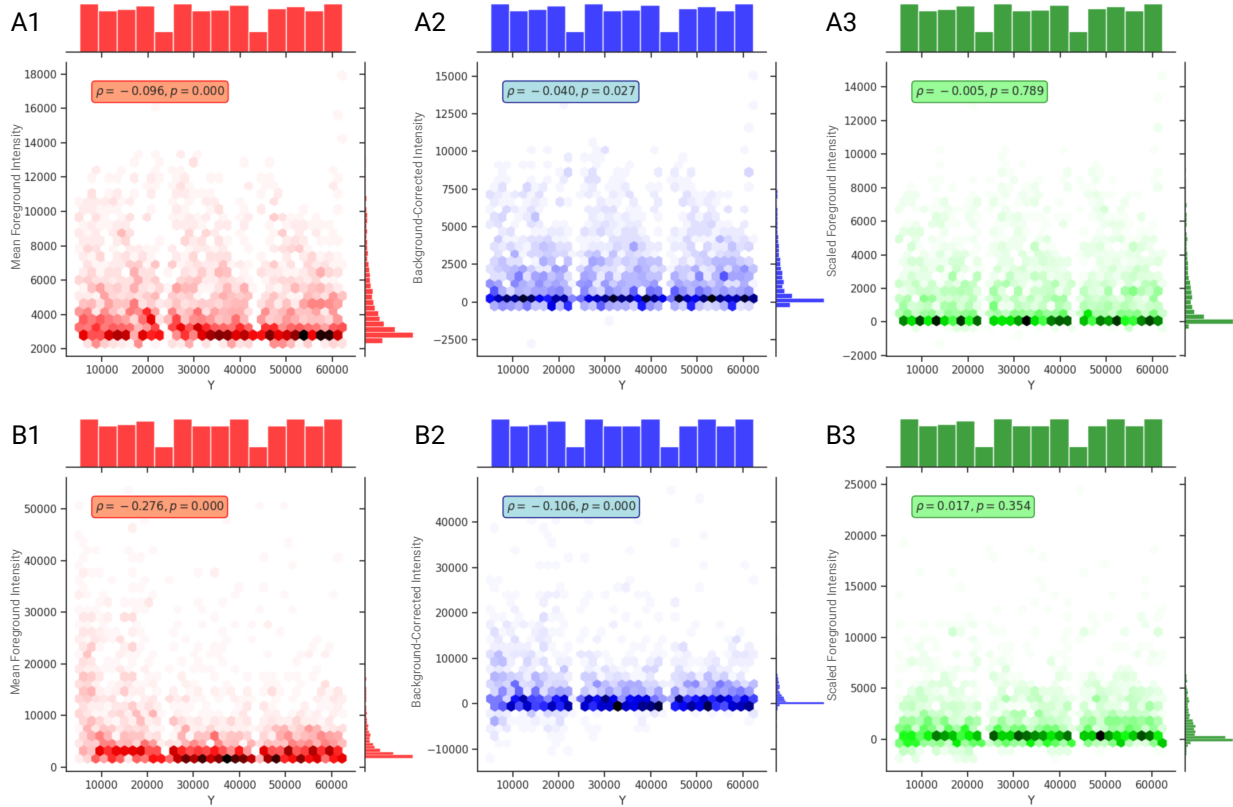 A1
ρ = −0.096, p = 0.000
18000
16000
14000
12000
10000
8000
6000
4000
2000
Mean Foreground Intensity
10000 20000 30000 40000 50000 60000
Y
A2
ρ = −0.040, p = 0.027
15000
12500
10000
7500
5000
2500
0
−2500
Background-Corrected Intensity
10000 20000 30000 40000 50000 60000
Y
A3
ρ = −0.005, p = 0.789
14000
12000
10000
8000
6000
4000
2000
0
−2000
Scaled Foreground Intensity
10000 20000 30000 40000 50000 60000
Y
B1
ρ = −0.276, p = 0.000
50000
40000
30000
20000
10000
0
Mean Foreground Intensity
10000 20000 30000 40000 50000 60000
Y
B2
ρ = −0.106, p = 0.000
40000
30000
20000
10000
0
−10000
Background-Corrected Intensity
10000 20000 30000 40000 50000 60000
Y
B3
ρ = 0.017, p = 0.354
25000
20000
15000
10000
5000
0
Scaled Foreground Intensity
10000 20000 30000 40000 50000 60000
Y